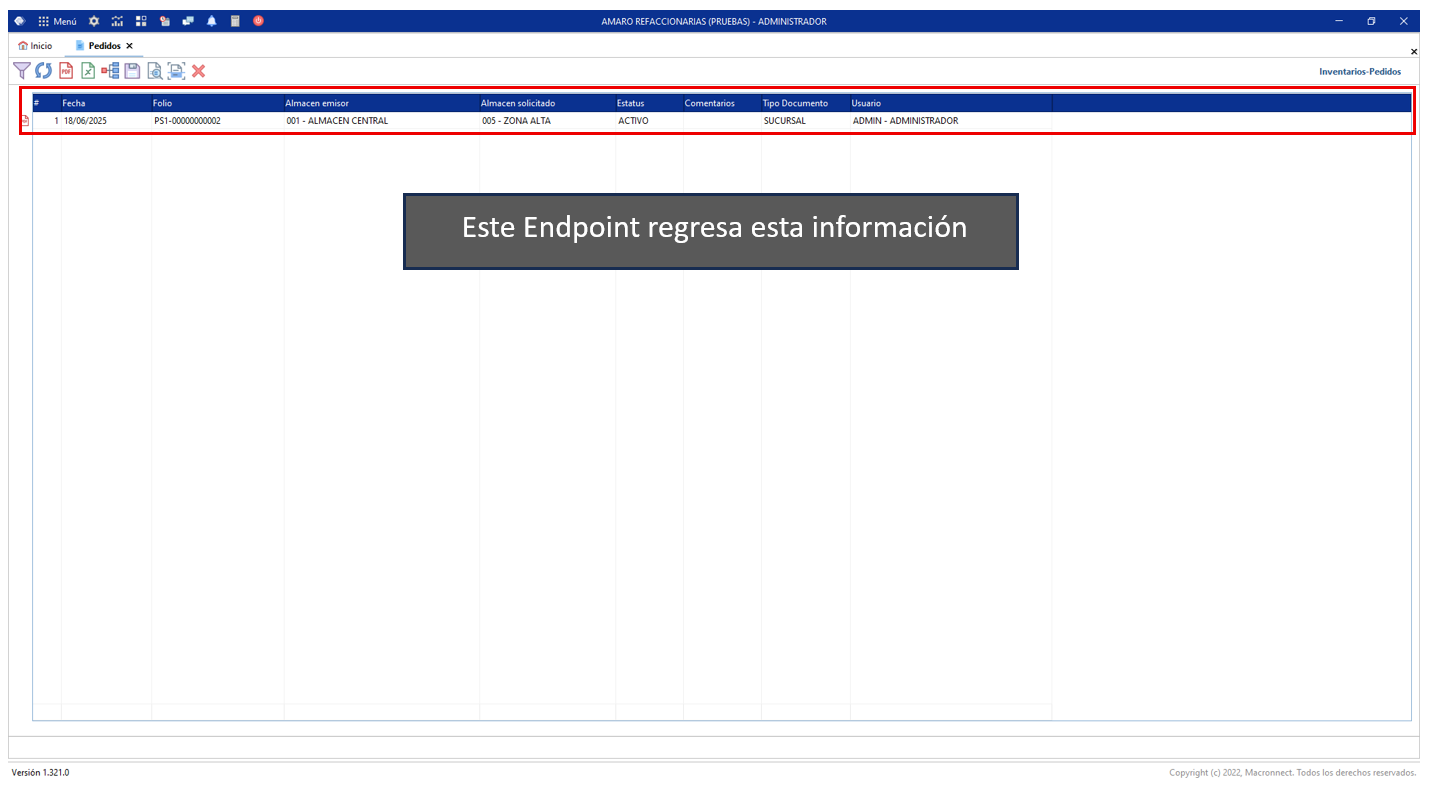 Menú AMARO REFACCIONARIAS (PRUEBAS) - ADMINISTRADOR
Inicio Pedidos
Inventarios-Pedidos
# Fecha Folio Almacen emisor Almacen solicitado Estatus Comentarios Tipo Documento Usuario
1 18/06/2025 PS1-00000000002 001 - ALMACEN CENTRAL 005 - ZONA ALTA ACTIVO SUCURSAL ADMIN - ADMINISTRADOR
Este Endpoint regresa esta información
Versión 1.321.0 Copyright (c) 2022, Macronnect. Todos los derechos reservados.